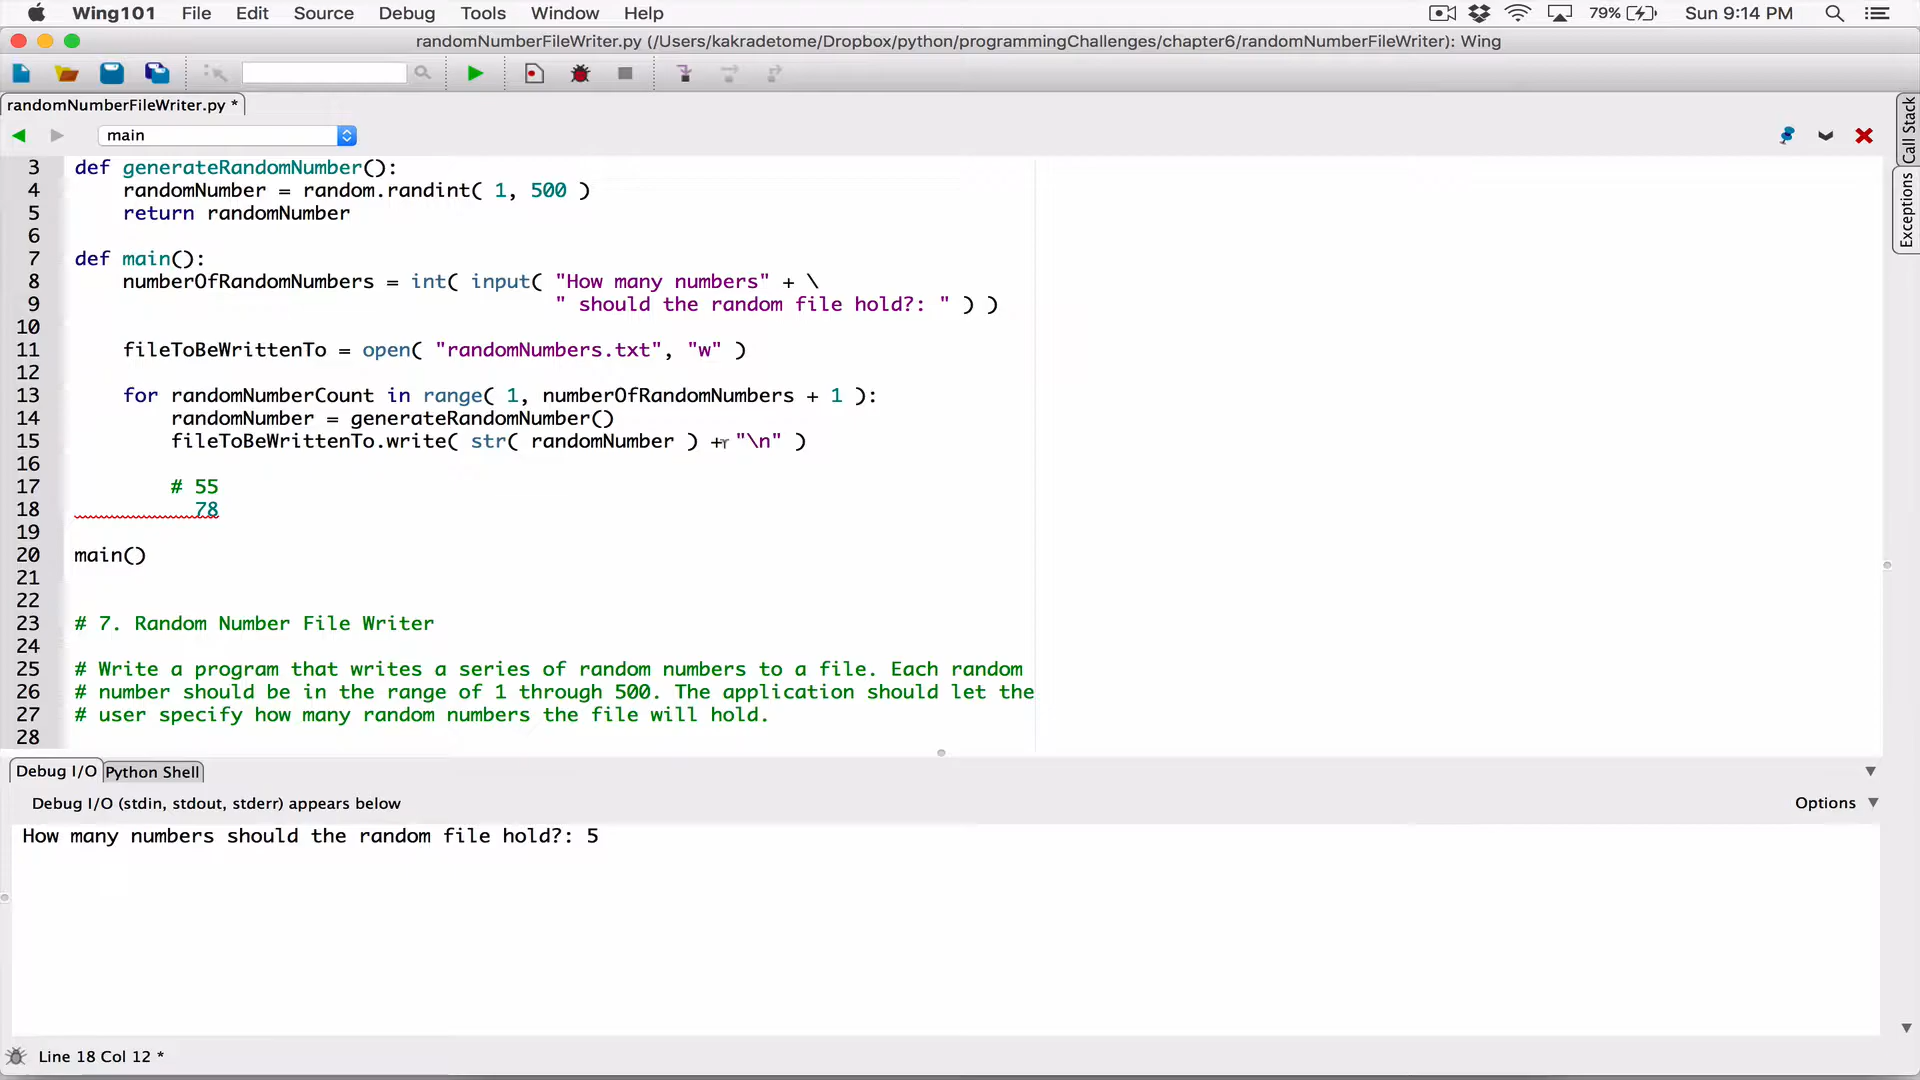 Wing101 File Edit Source Debug Tools Window Help 79% Sun 9:14 PM
randomNumberFileWriter.py (/Users/kakradetome/Dropbox/python/programmingChallenges/chapter6/randomNumberFileWriter): Wing
randomNumberFileWriter.py *
main
Call Stack
Exceptions
3 def generateRandomNumber():
4 randomNumber = random.randint( 1, 500 )
5 return randomNumber
6
7 def main():
8 numberOfRandomNumbers = int( input( "How many numbers" + \
9 " should the random file hold?: " ) )
10
11 fileToBeWrittenTo = open( "randomNumbers.txt", "w" )
12
13 for randomNumberCount in range( 1, numberOfRandomNumbers + 1 ):
14 randomNumber = generateRandomNumber()
15 fileToBeWrittenTo.write( str( randomNumber ) + "\n" )
16
17 # 55
18 78
19
20 main()
21
22
23 # 7. Random Number File Writer
24
25 # Write a program that writes a series of random numbers to a file. Each random
26 # number should be in the range of 1 through 500. The application should let the
27 # user specify how many random numbers the file will hold.
28
Debug I/O Python Shell
Debug I/O (stdin, stdout, stderr) appears below Options
How many numbers should the random file hold?: 5
Line 18 Col 12 *